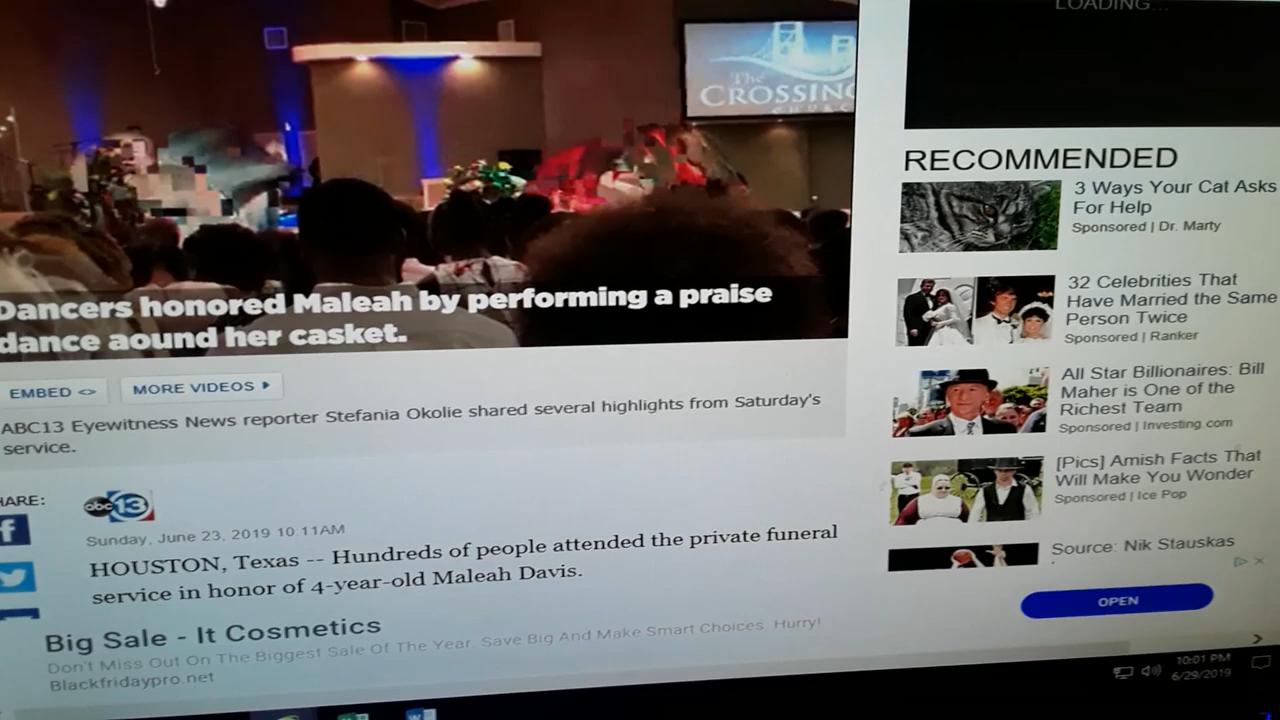 LOADING...
The
CROSSING
CHURCH
Dancers honored Maleah by performing a praise
dance aound her casket.
EMBED <>
MORE VIDEOS
ABC13 Eyewitness News reporter Stefania Okolie shared several highlights from Saturday's
service.
HARE:
f
abc 13
Sunday, June 23, 2019 10:11AM
HOUSTON, Texas -- Hundreds of people attended the private funeral
service in honor of 4-year-old Maleah Davis.
Big Sale - It Cosmetics
Don't Miss Out On The Biggest Sale Of The Year. Save Big And Make Smart Choices. Hurry!
Blackfridaypro.net
RECOMMENDED
3 Ways Your Cat Asks
For Help
Sponsored | Dr. Marty
32 Celebrities That
Have Married the Same
Person Twice
Sponsored | Ranker
All Star Billionaires: Bill
Maher is One of the
Richest Team
Sponsored | Investing.com
[Pics] Amish Facts That
Will Make You Wonder
Sponsored | Ice Pop
Source: Nik Stauskas
OPEN
10:01 PM
6/29/2019
W